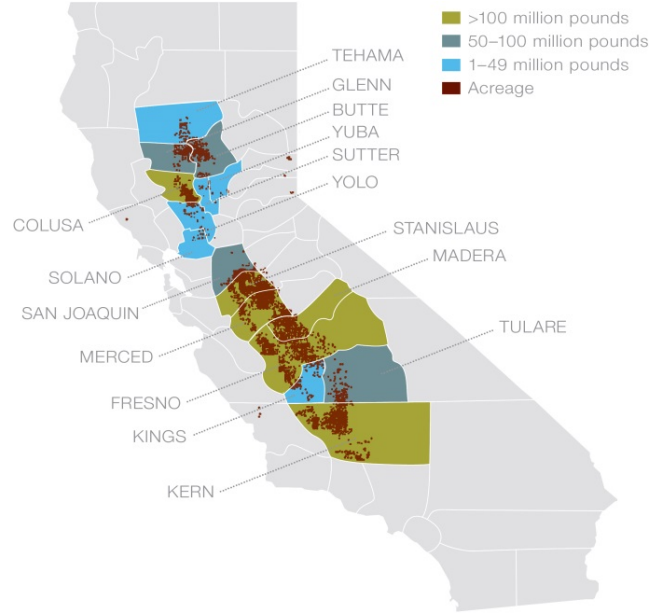 >100 million pounds
50–100 million pounds
1–49 million pounds
Acreage
TEHAMA
GLENN
BUTTE
YUBA
SUTTER
YOLO
COLUSA
STANISLAUS
MADERA
SOLANO
SAN JOAQUIN
TULARE
MERCED
FRESNO
KINGS
KERN